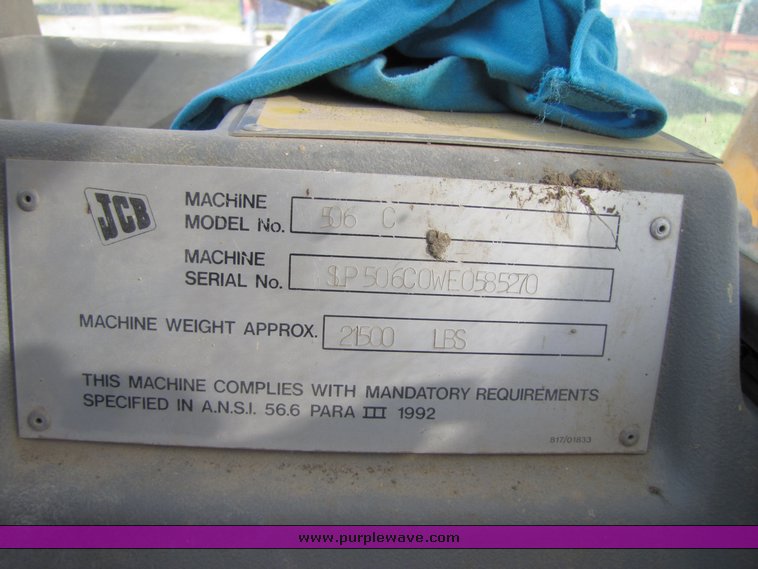 JCB
MACHINE
MODEL No. 506 C
MACHINE
SERIAL No. SLP506C0WE0585270
MACHINE WEIGHT APPROX. 21500 LBS
THIS MACHINE COMPLIES WITH MANDATORY REQUIREMENTS
SPECIFIED IN A.N.S.I. 56.6 PARA III 1992
817/01833
www.purplewave.com